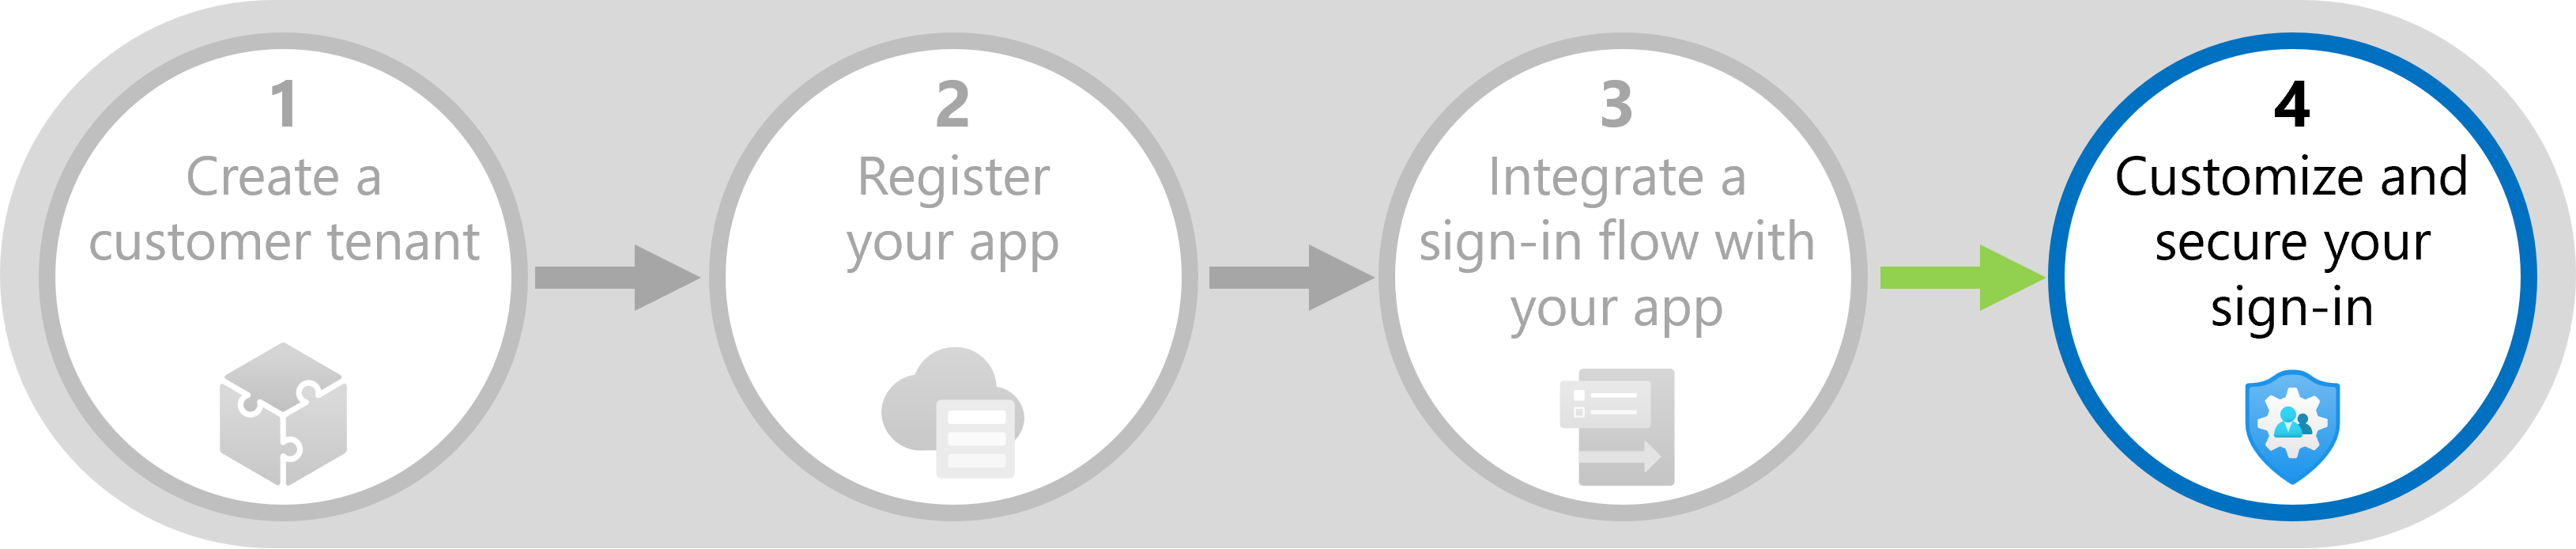 1
Create a
customer tenant
2
Register
your app
3
Integrate a
sign-in flow with
your app
4
Customize and
secure your
sign-in